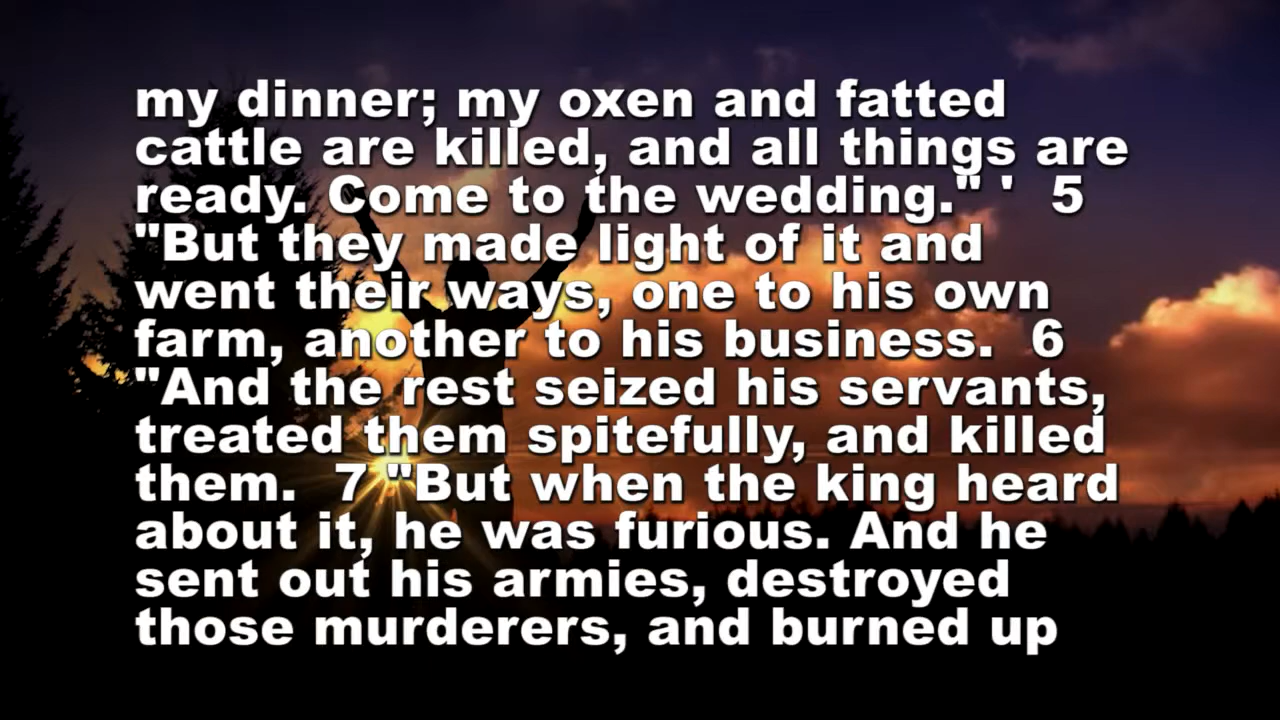 my dinner; my oxen and fatted
cattle are killed, and all things are
ready. Come to the wedding." '  5
"But they made light of it and
went their ways, one to his own
farm, another to his business.  6
"And the rest seized his servants,
treated them spitefully, and killed
them.  7 "But when the king heard
about it, he was furious. And he
sent out his armies, destroyed
those murderers, and burned up